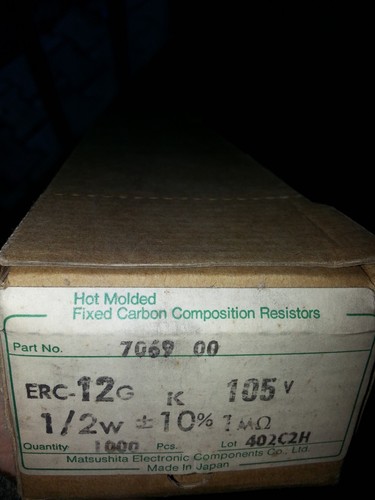 Hot Molded
Fixed Carbon Composition Resistors
Part No. 7069 00
ERC-12G K 105 V
1/2W ±10% 1MΩ
Quantity 1000 Pcs. Lot 402C2H
Matsushita Electronic Components Co., Ltd.
Made In Japan